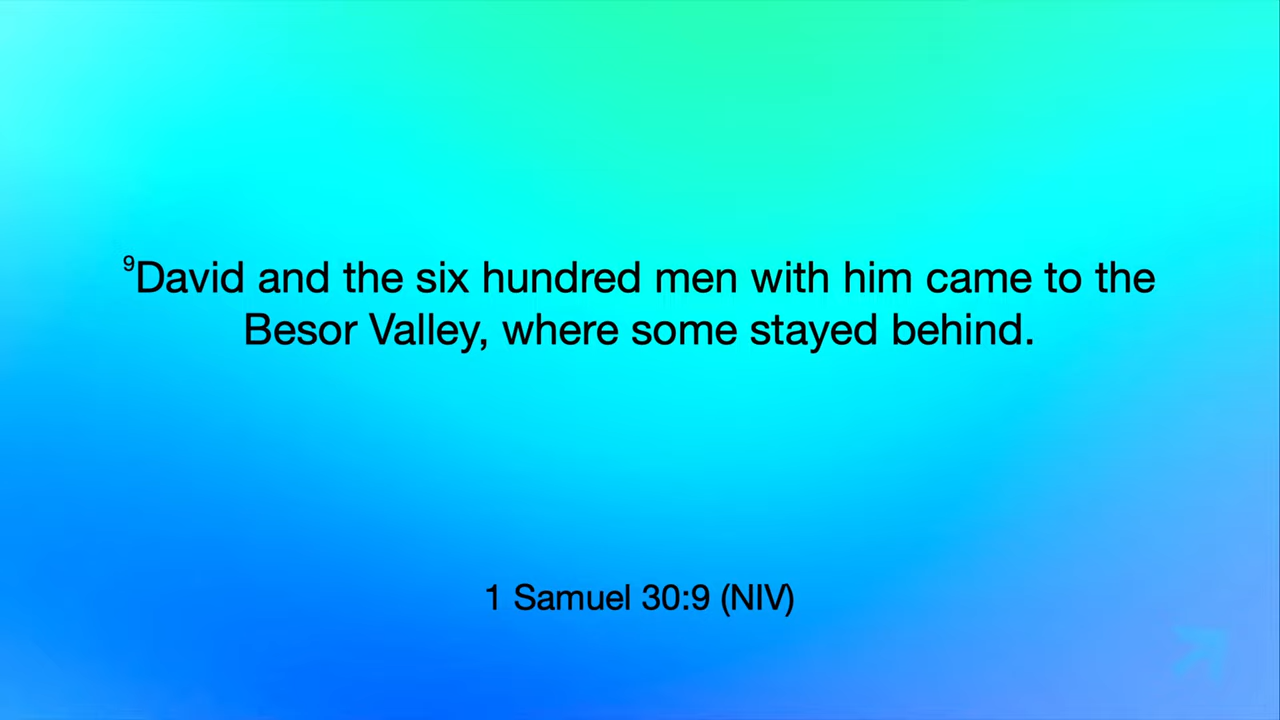 ⁹David and the six hundred men with him came to the
Besor Valley, where some stayed behind.
1 Samuel 30:9 (NIV)